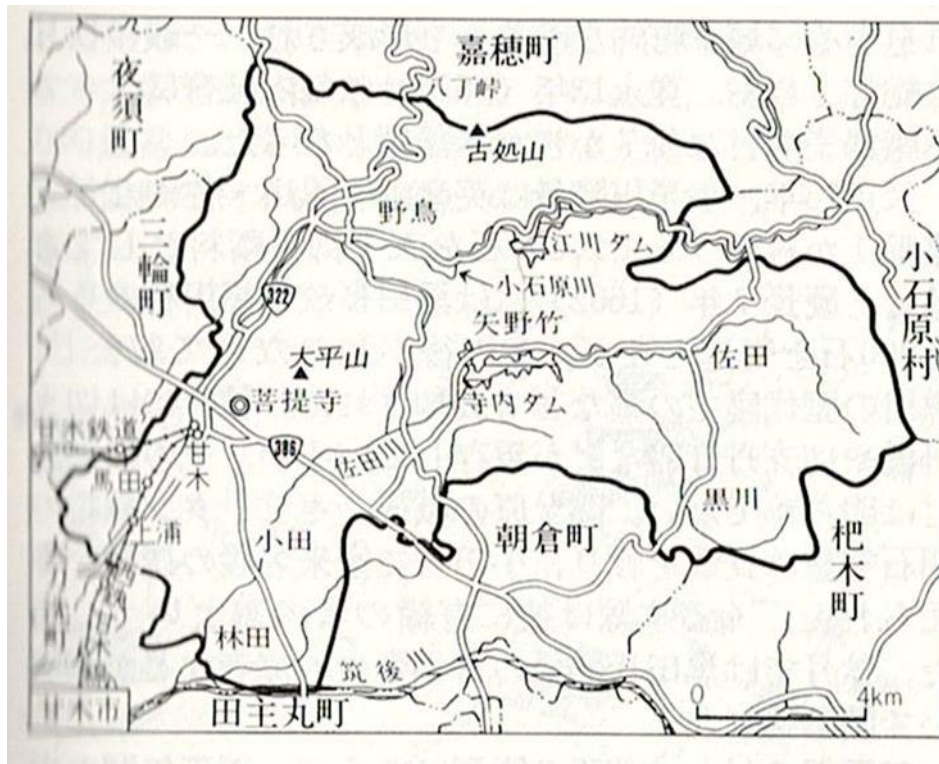 嘉穂町
夜須町
八丁峠
古処山
三輪町
野鳥
江川ダム
小石原川
小石原村
322
矢野竹
佐田
大平山
菩提寺
寺内ダム
甘木鉄道
甘木
386
佐田川
馬田
黒川
上浦
小田
朝倉町
杷木町
林田
筑後川
0 4km
甘木市
田主丸町